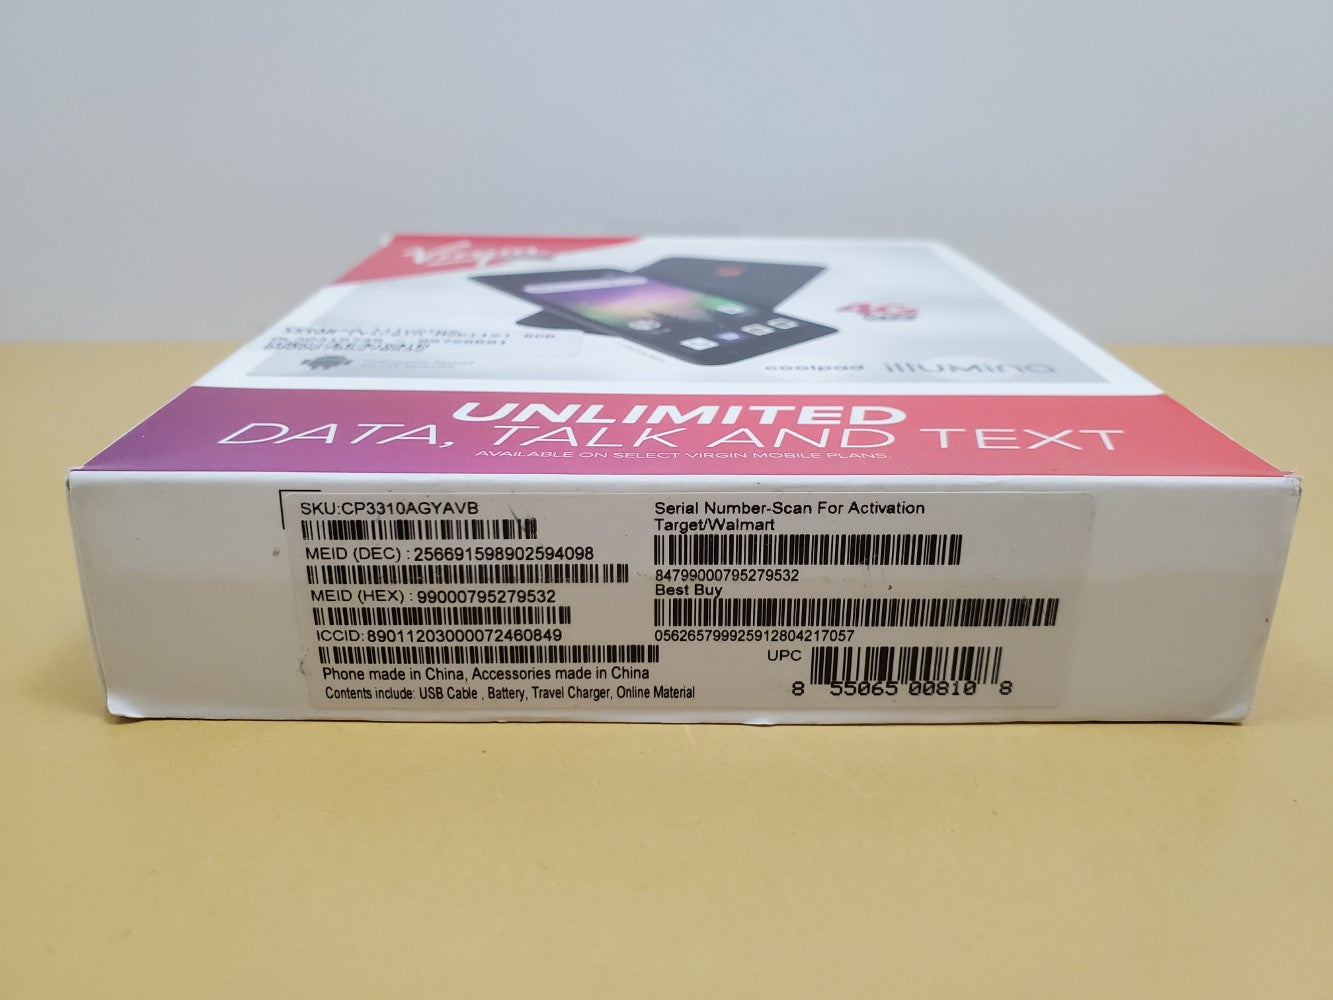 Virgin
4G LTE
coolpad illumina
UNLIMITED
DATA, TALK AND TEXT
AVAILABLE ON SELECT VIRGIN MOBILE PLANS.
SKU:CP3310AGYAVB
MEID (DEC) : 256691598902594098
MEID (HEX) : 99000795279532
ICCID: 89011203000072460849
Phone made in China, Accessories made in China
Contents include: USB Cable , Battery, Travel Charger, Online Material
Serial Number-Scan For Activation
Target/Walmart
84799000795279532
Best Buy
056265799925912804217057
UPC
8 55065 00810 8